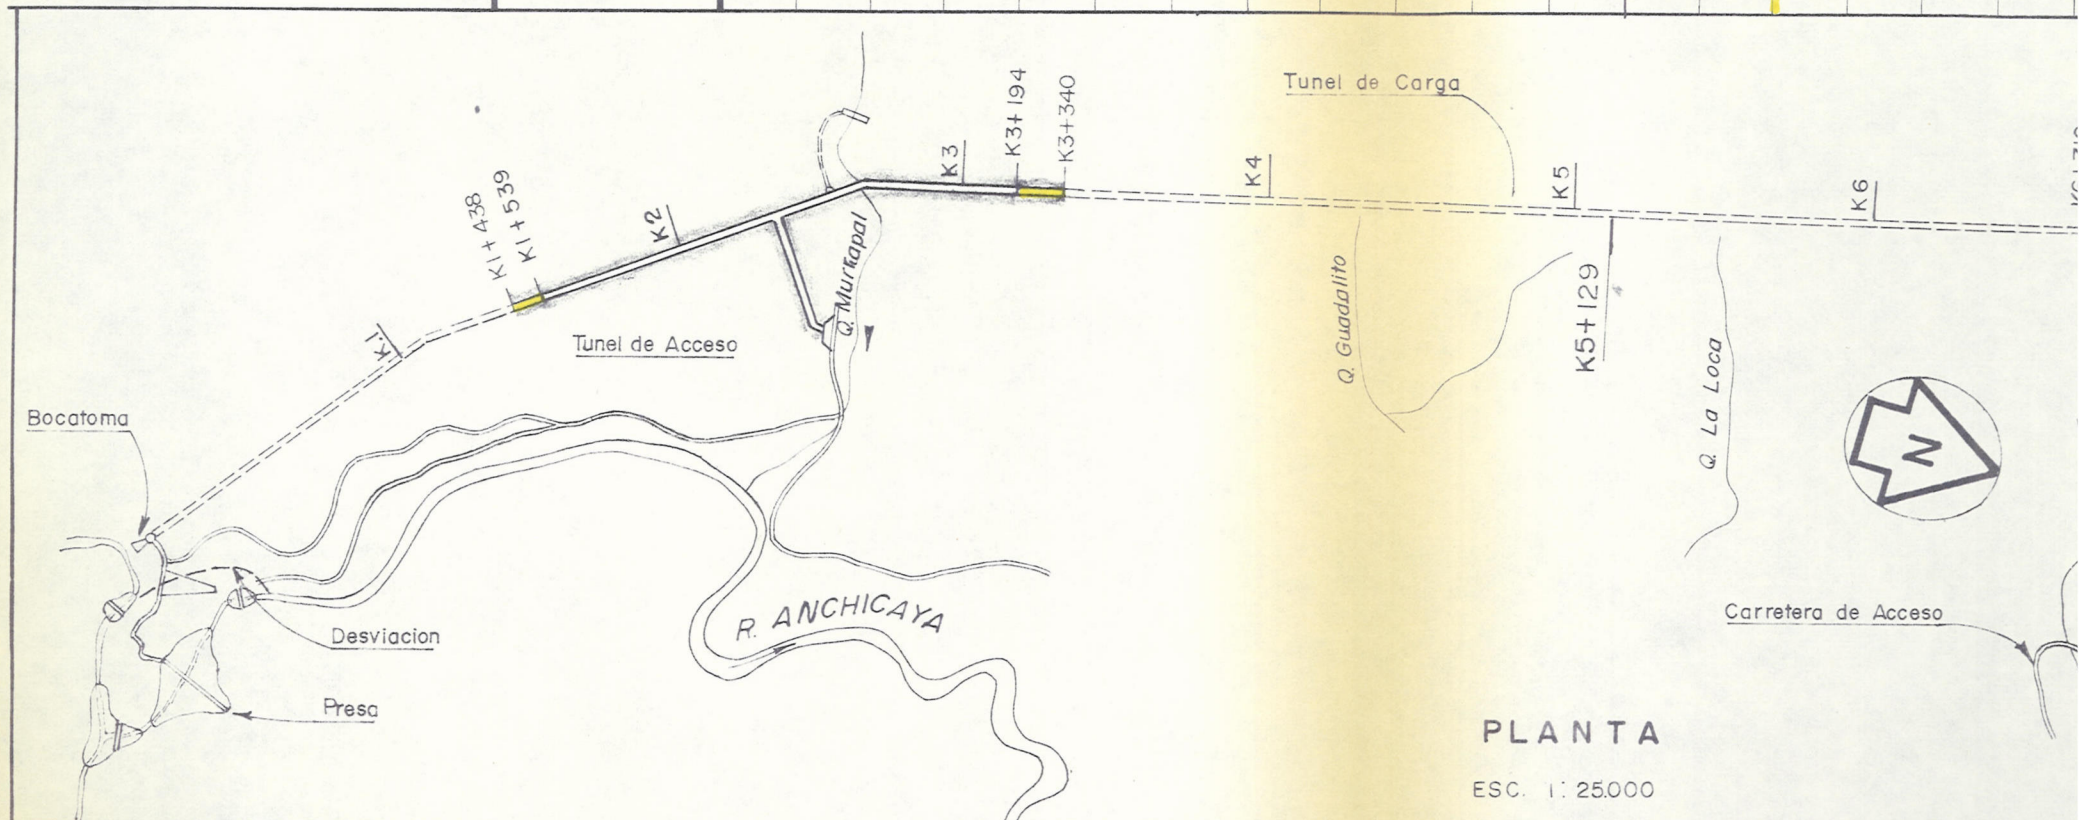 Tunel de Carga
K1+438
K1+539
K2
K3
K3+194
K3+340
K4
K5
K6
K.1
Tunel de Acceso
Q. Murrapal
Q. Guadalito
K5+129
Q. La Loca
N
Bocatoma
R. ANCHICAYA
Desviacion
Presa
Carretera de Acceso
PLANTA
ESC. 1:25.000